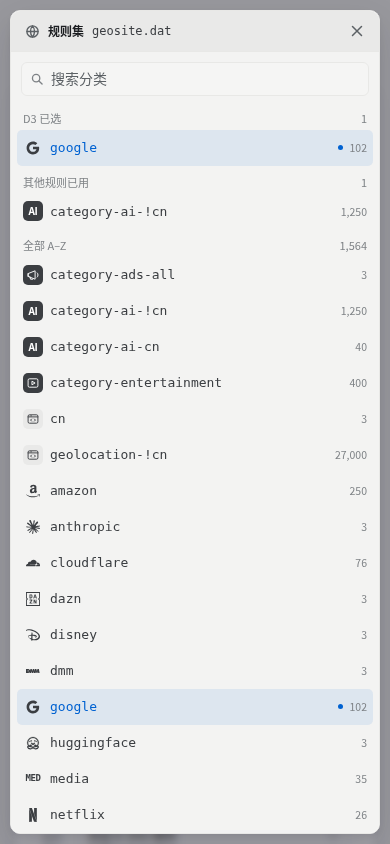 规则集 geosite.dat
搜索分类
D3 已选 1
google 102
其他规则已用 1
AI category-ai-!cn 1,250
全部 A–Z 1,564
category-ads-all 3
AI category-ai-!cn 1,250
AI category-ai-cn 40
category-entertainment 400
cn 3
geolocation-!cn 27,000
amazon 250
anthropic 3
cloudflare 76
DAZN dazn 3
disney 3
dmm 3
google 102
huggingface 3
MED media 35
netflix 26